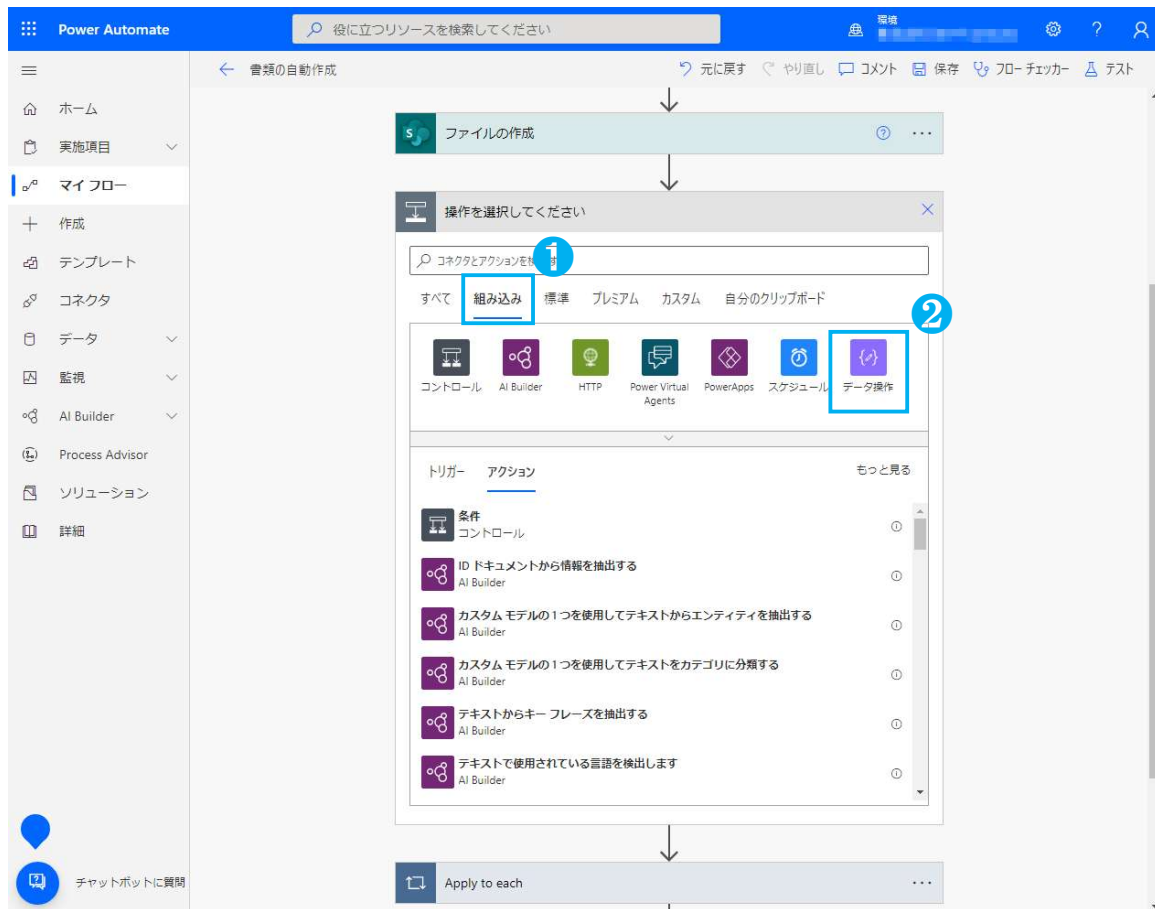 Power Automate
役に立つリソースを検索してください
環境
書類の自動作成
元に戻す
やり直し
コメント
保存
フロー チェッカー
テスト
ホーム
実施項目
マイ フロー
作成
テンプレート
コネクタ
データ
監視
AI Builder
Process Advisor
ソリューション
詳細
チャットボットに質問
ファイルの作成
操作を選択してください
コネクタとアクションを検
す
1
すべて
組み込み
標準
プレミアム
カスタム
自分のクリップボード
2
コントロール
AI Builder
HTTP
Power Virtual
Agents
PowerApps
スケジュール
データ操作
トリガー
アクション
もっと見る
条件
コントロール
ID ドキュメントから情報を抽出する
AI Builder
カスタム モデルの 1 つを使用してテキストからエンティティを抽出する
AI Builder
カスタム モデルの 1 つを使用してテキストをカテゴリに分類する
AI Builder
テキストからキー フレーズを抽出する
AI Builder
テキストで使用されている言語を検出します
AI Builder
Apply to each